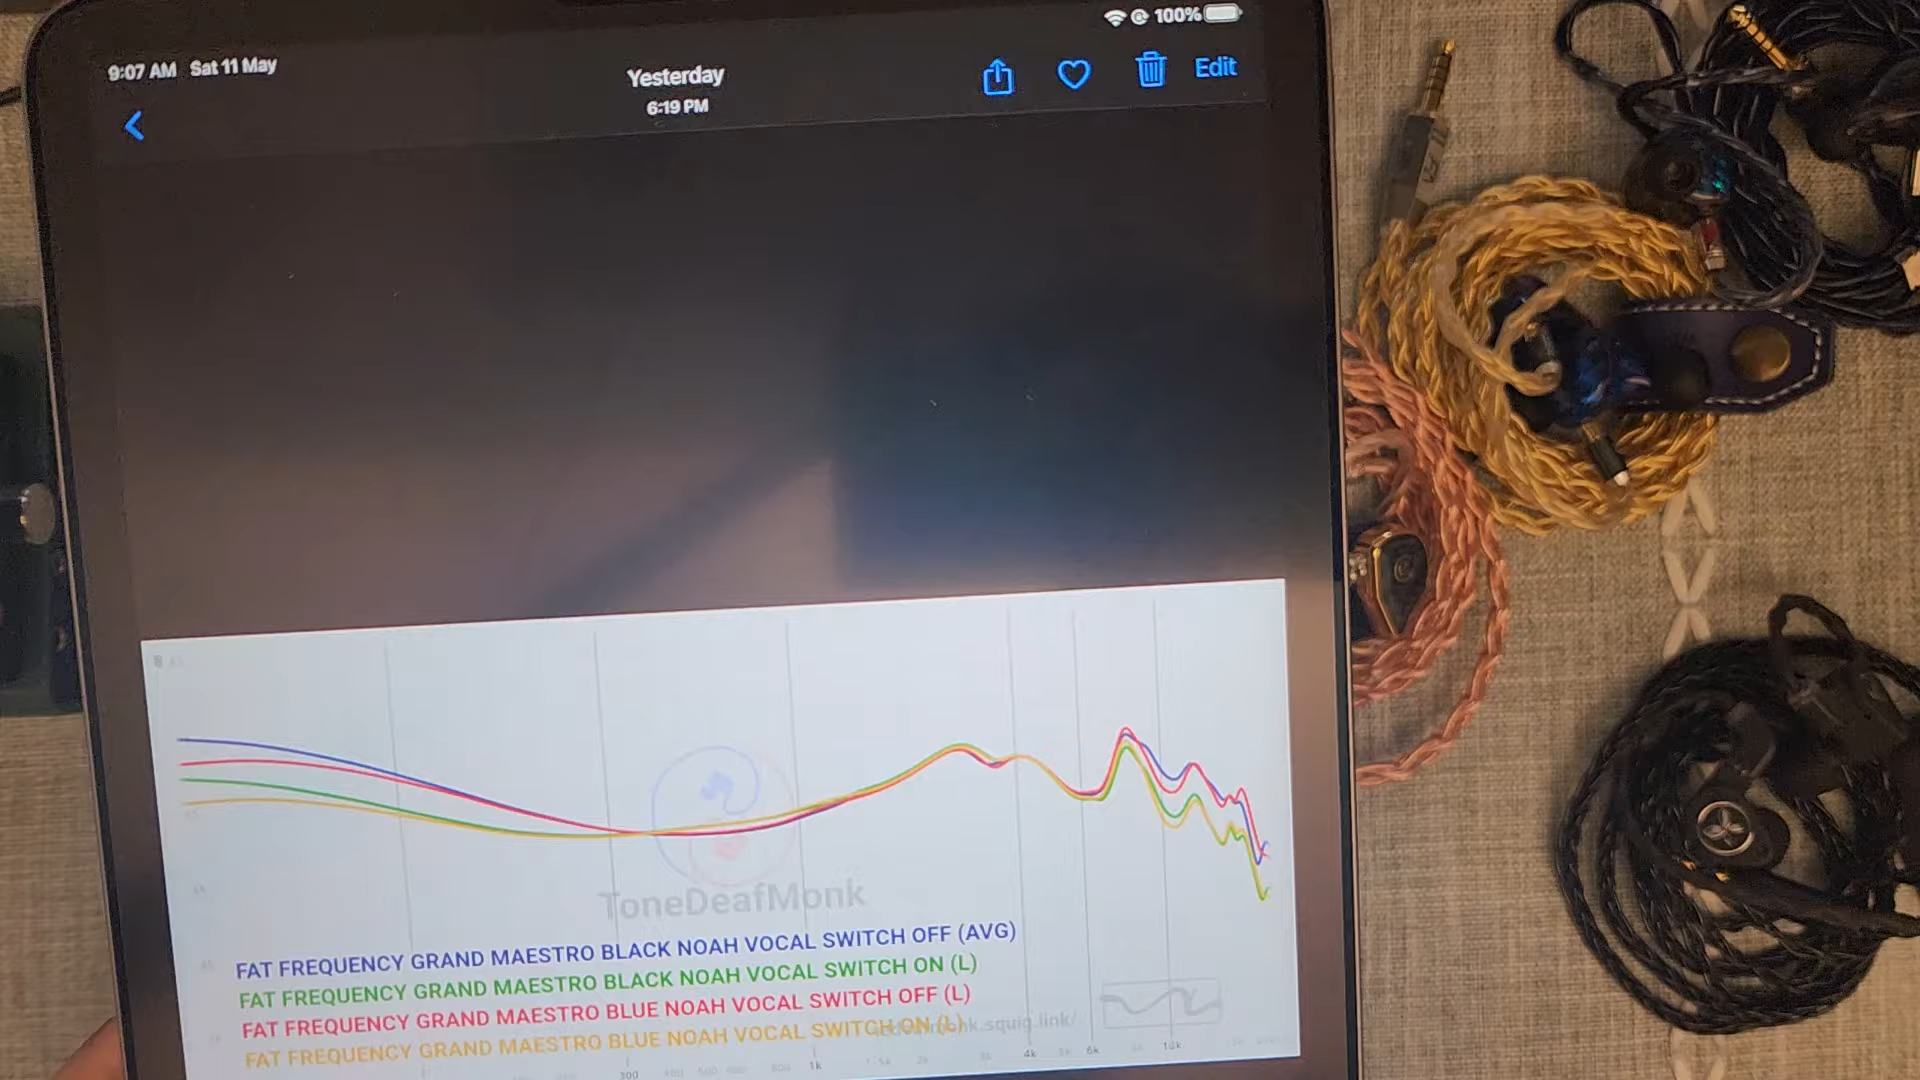 100%
9:07 AM Sat 11 May
Yesterday
Edit
6:19 PM
ToneDeafMonk
FAT FREQUENCY GRAND MAESTRO BLACK NOAH VOCAL SWITCH OFF (AVG)
FAT FREQUENCY GRAND MAESTRO BLACK NOAH VOCAL SWITCH ON (L)
FAT FREQUENCY GRAND MAESTRO BLUE NOAH VOCAL SWITCH OFF (L)
FAT FREQUENCY GRAND MAESTRO BLUE NOAH VOCAL SWITCH ON (L)
300 1k 4k 6k 10k